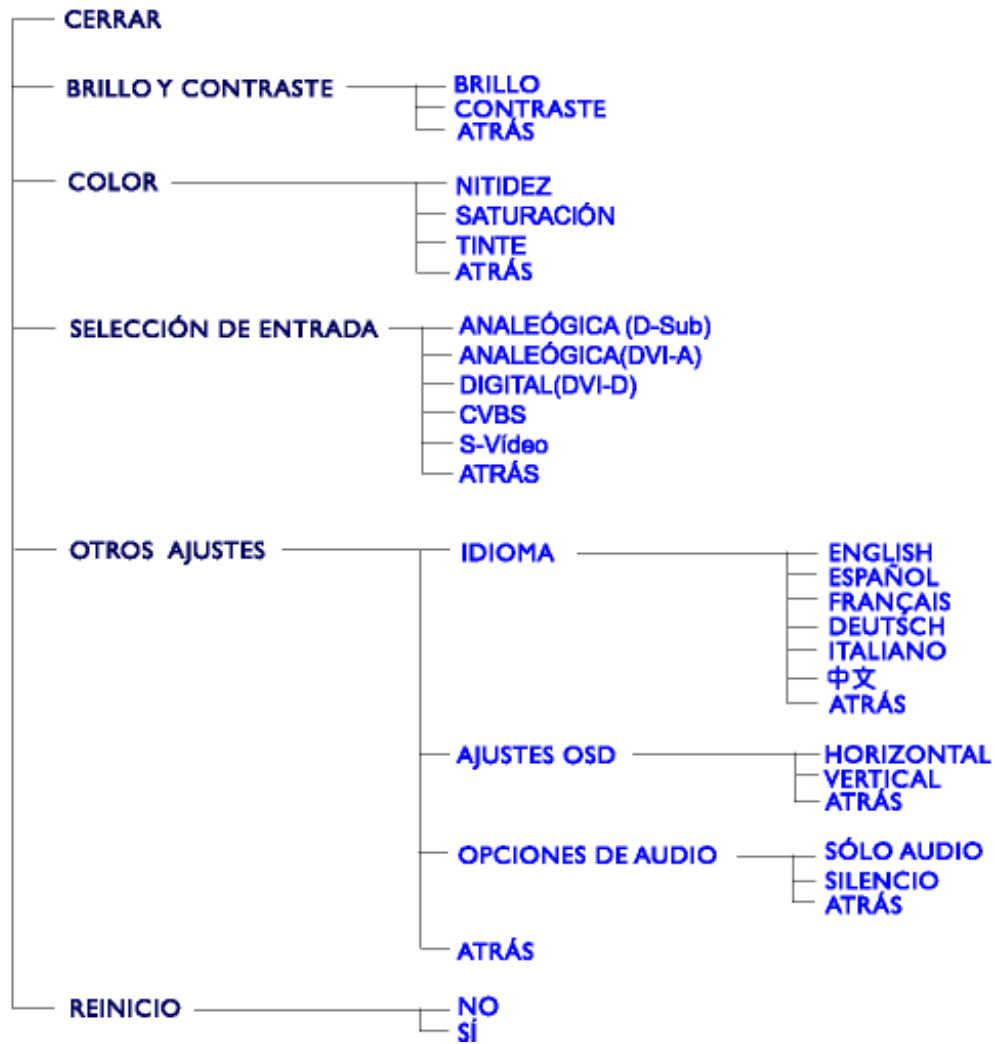 CERRAR
BRILLO Y CONTRASTE
BRILLO
CONTRASTE
ATRÁS
COLOR
NITIDEZ
SATURACIÓN
TINTE
ATRÁS
SELECCIÓN DE ENTRADA
ANALEÓGICA (D-Sub)
ANALEÓGICA(DVI-A)
DIGITAL(DVI-D)
CVBS
S-Vídeo
ATRÁS
OTROS AJUSTES
IDIOMA
ENGLISH
ESPAÑOL
FRANÇAIS
DEUTSCH
ITALIANO
中文
ATRÁS
AJUSTES OSD
HORIZONTAL
VERTICAL
ATRÁS
OPCIONES DE AUDIO
SÓLO AUDIO
SILENCIO
ATRÁS
ATRÁS
REINICIO
NO
SÍ